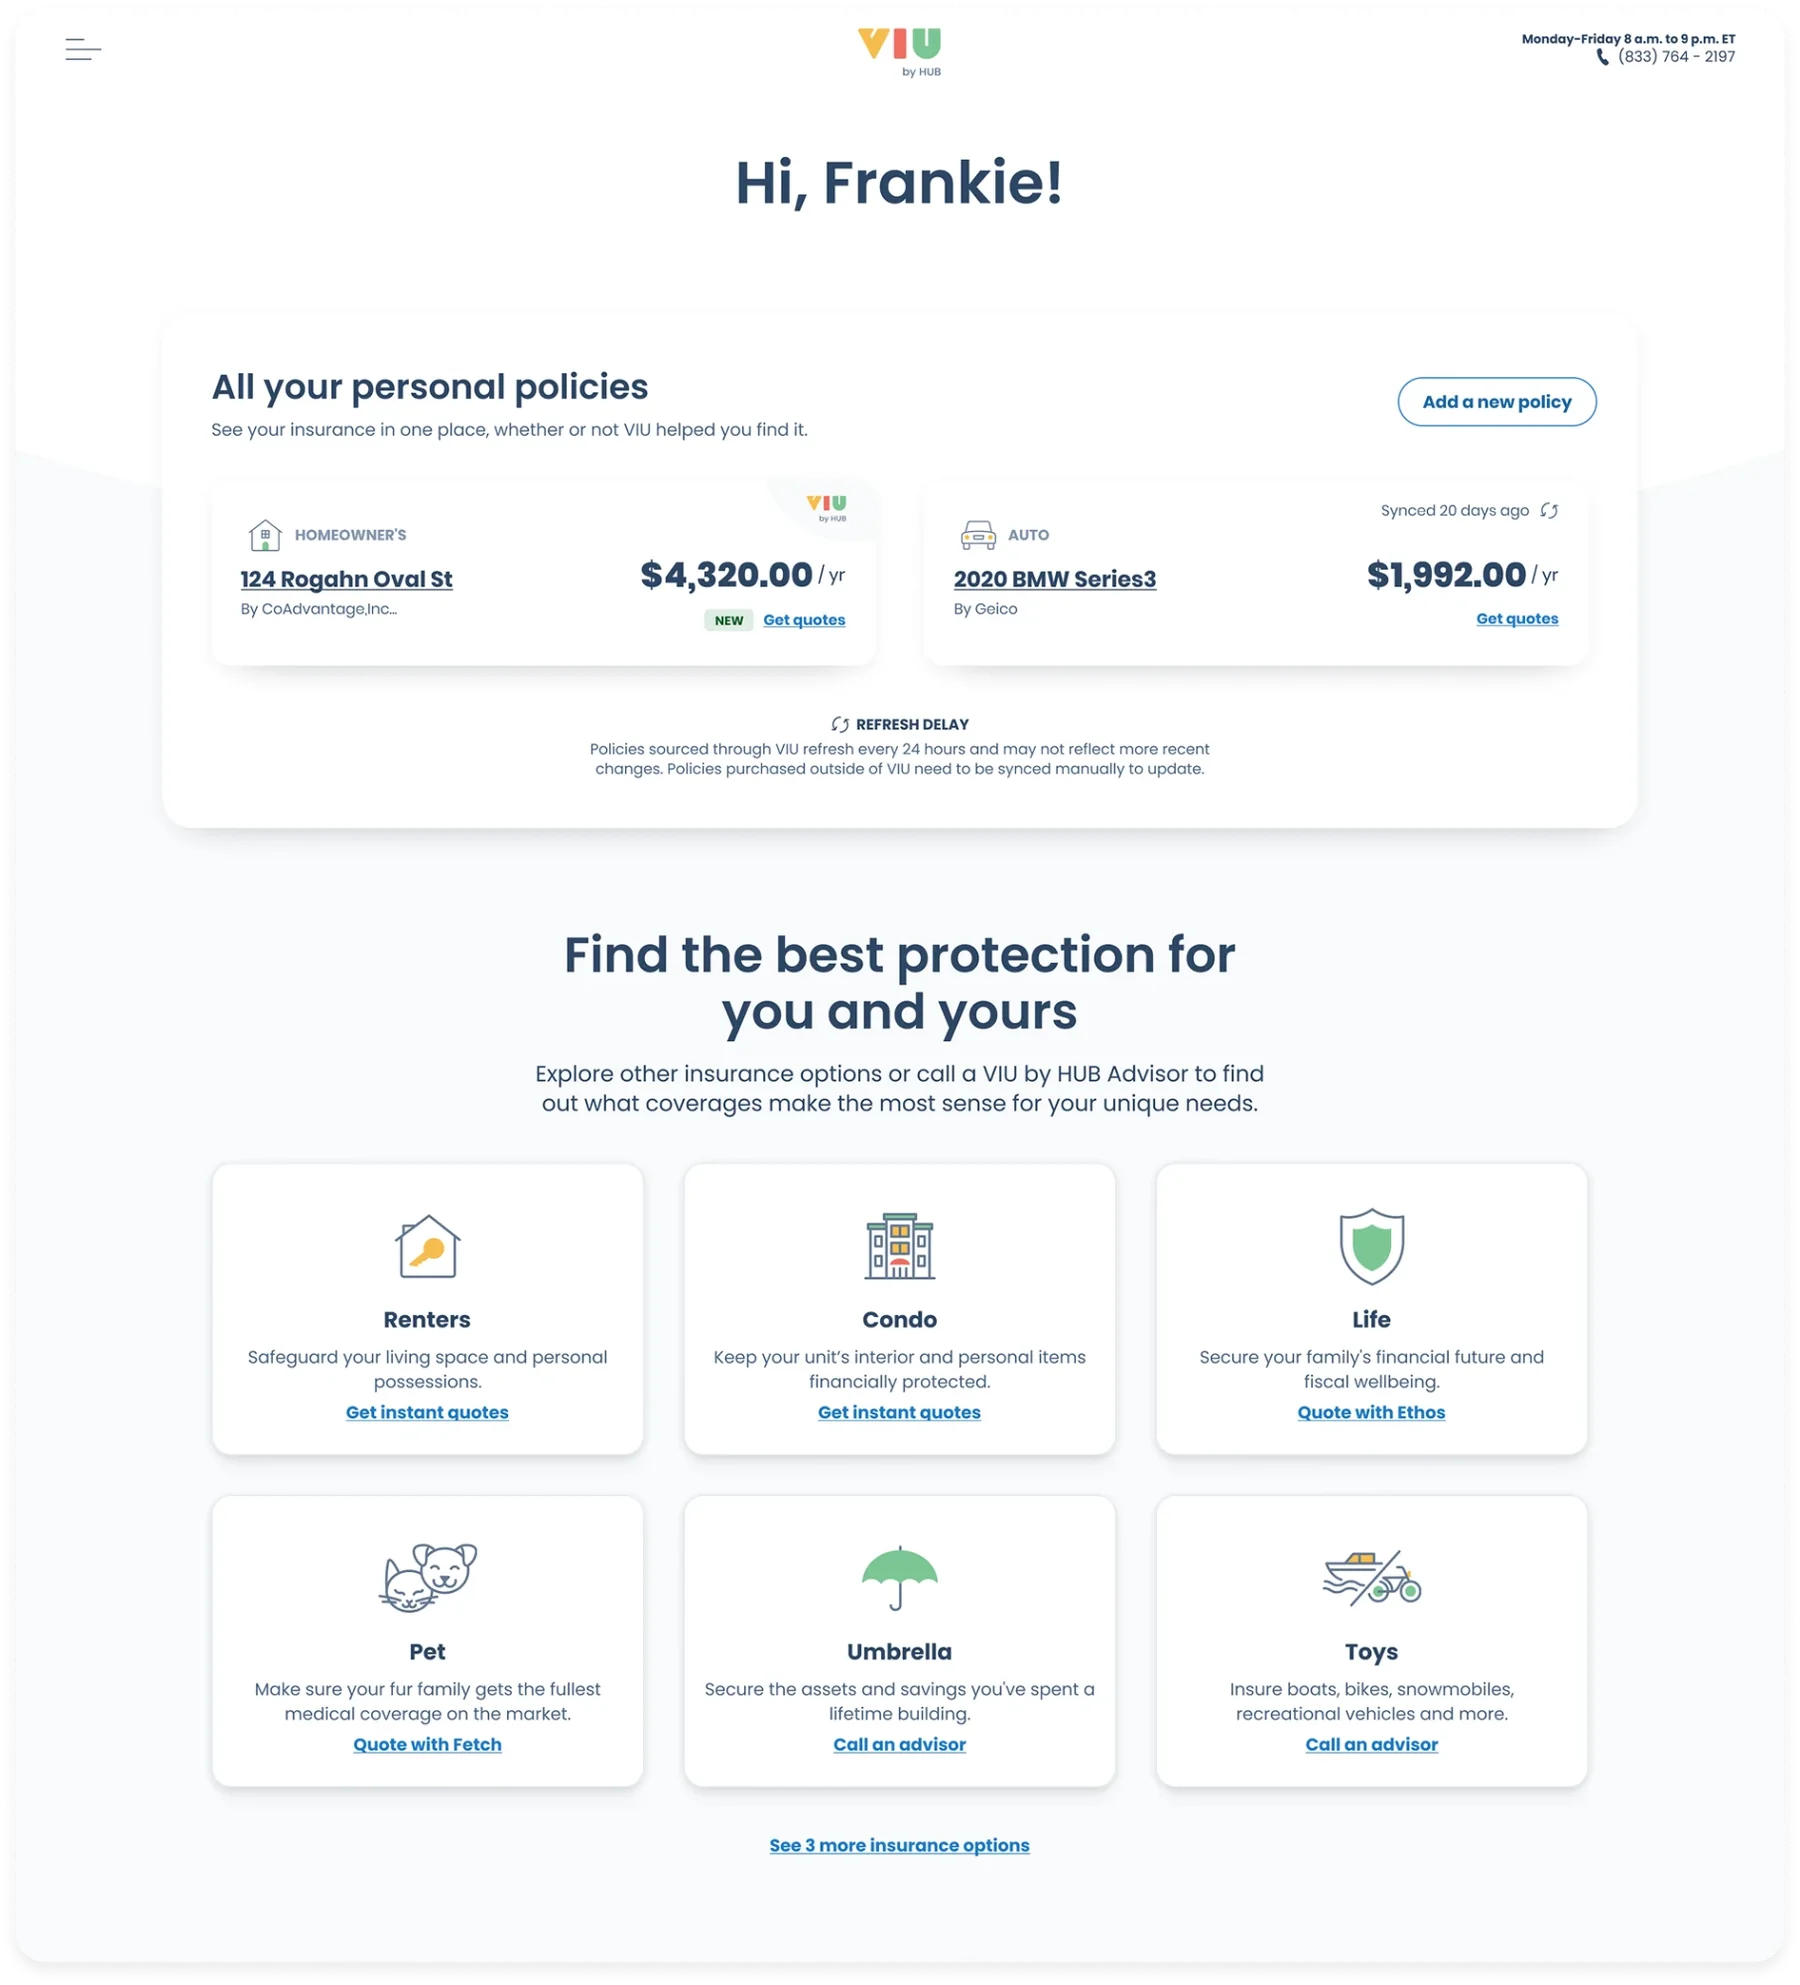 VIU
by HUB
Monday-Friday 8 a.m. to 9 p.m. ET
(833) 764 - 2197
Hi, Frankie!
All your personal policies
See your insurance in one place, whether or not VIU helped you find it.
Add a new policy
VIU
by HUB
HOMEOWNER'S
124 Rogahn Oval St
By CoAdvantage,Inc...
$4,320.00 / yr
NEW Get quotes
Synced 20 days ago
AUTO
2020 BMW Series3
By Geico
$1,992.00 / yr
Get quotes
REFRESH DELAY
Policies sourced through VIU refresh every 24 hours and may not reflect more recent
changes. Policies purchased outside of VIU need to be synced manually to update.
Find the best protection for
you and yours
Explore other insurance options or call a VIU by HUB Advisor to find
out what coverages make the most sense for your unique needs.
Renters
Safeguard your living space and personal
possessions.
Get instant quotes
Condo
Keep your unit’s interior and personal items
financially protected.
Get instant quotes
Life
Secure your family's financial future and
fiscal wellbeing.
Quote with Ethos
Pet
Make sure your fur family gets the fullest
medical coverage on the market.
Quote with Fetch
Umbrella
Secure the assets and savings you've spent a
lifetime building.
Call an advisor
Toys
Insure boats, bikes, snowmobiles,
recreational vehicles and more.
Call an advisor
See 3 more insurance options